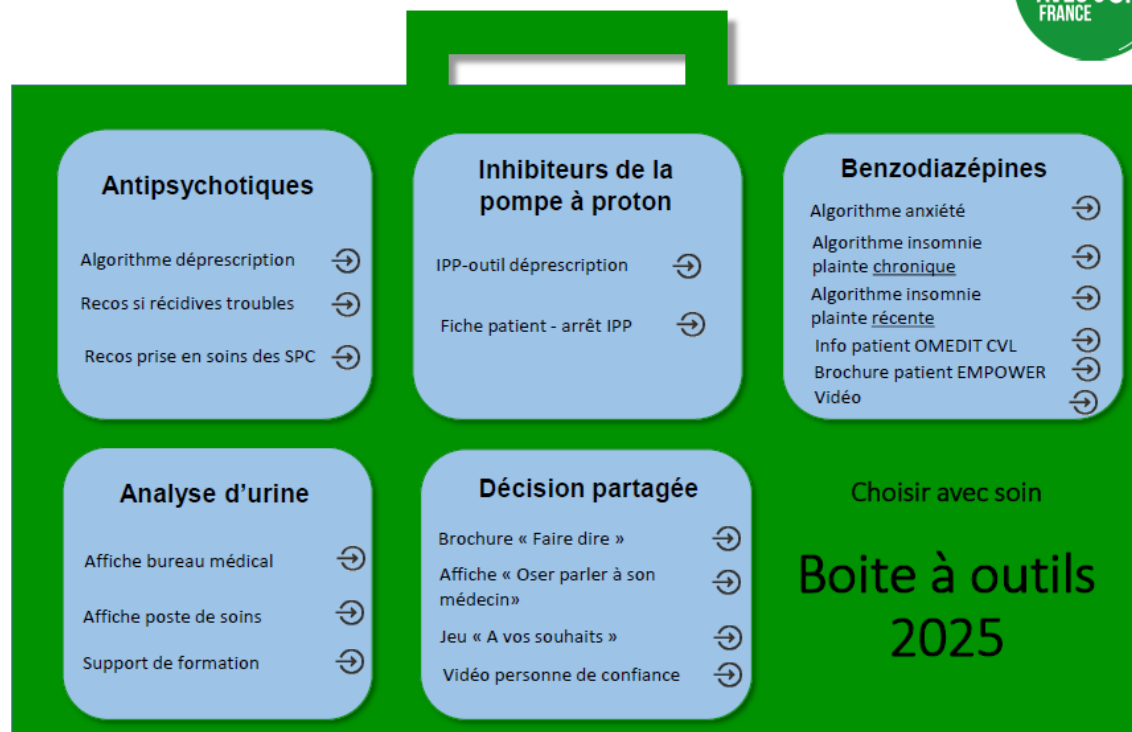 FRANCE
Antipsychotiques
Algorithme déprescription
Recos si récidives troubles
Recos prise en soins des SPC
Inhibiteurs de la
pompe à proton
IPP-outil déprescription
Fiche patient - arrêt IPP
Benzodiazépines
Algorithme anxiété
Algorithme insomnie
plainte chronique
Algorithme insomnie
plainte récente
Info patient OMEDIT CVL
Brochure patient EMPOWER
Vidéo
Analyse d’urine
Affiche bureau médical
Affiche poste de soins
Support de formation
Décision partagée
Brochure « Faire dire »
Affiche « Oser parler à son
médecin»
Jeu « A vos souhaits »
Vidéo personne de confiance
Choisir avec soin
Boite à outils
2025